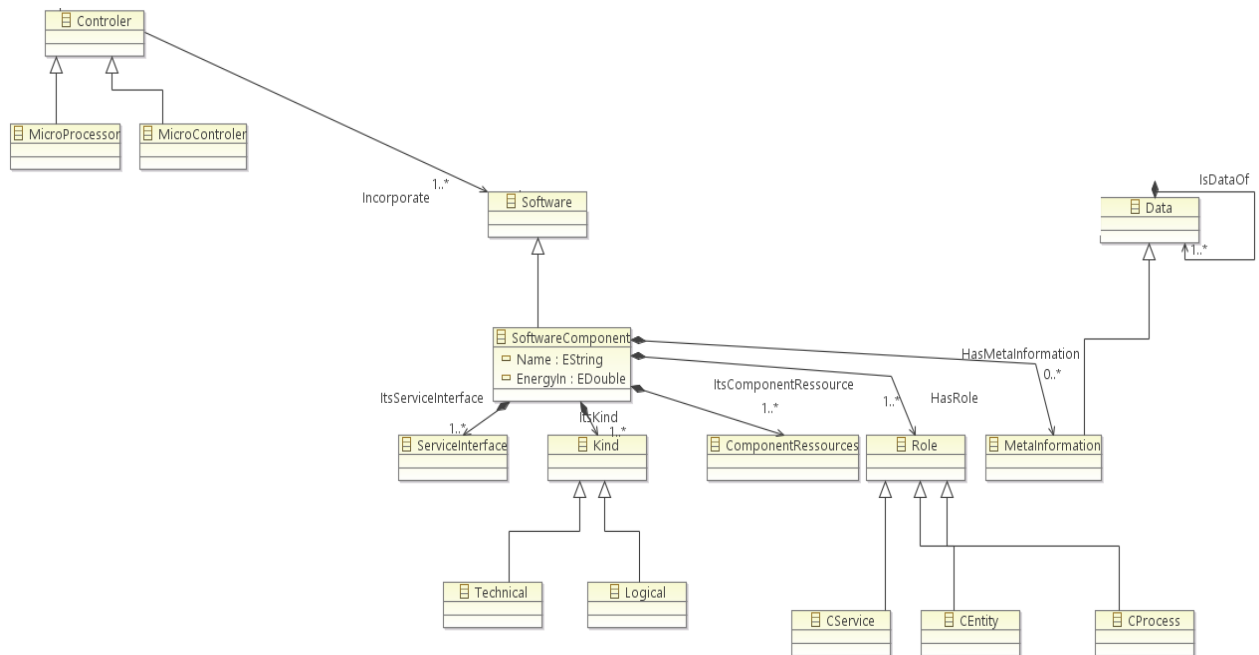 Controler
MicroProcessor
MicroControler
1..*
Incorporate
Software
IsDataOf
Data
1..*
SoftwareComponent
Name : EString
EnergyIn : EDouble
ItsServiceInterface
1..*
ItsKind
1..*
ItsComponentRessource
1..*
1..*
HasRole
HasMetaInformation
0..*
ServiceInterface
Kind
ComponentRessources
Role
MetaInformation
Technical
Logical
CService
CEntity
CProcess